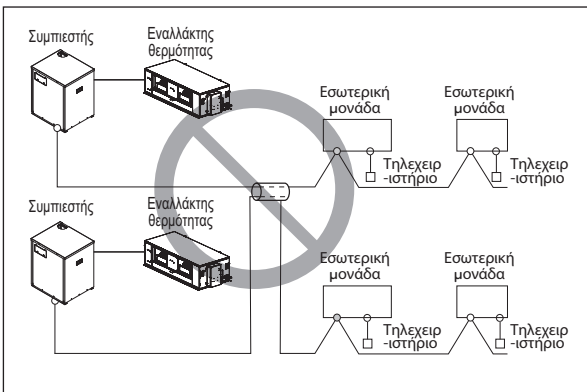 Συμπιεστής
Εναλλάκτης
θερμότητας
Εσωτερική
μονάδα
Εσωτερική
μονάδα
Τηλεχειρ
-ιστήριο
Τηλεχειρ
-ιστήριο
Συμπιεστής
Εναλλάκτης
θερμότητας
Εσωτερική
μονάδα
Εσωτερική
μονάδα
Τηλεχειρ
-ιστήριο
Τηλεχειρ
-ιστήριο